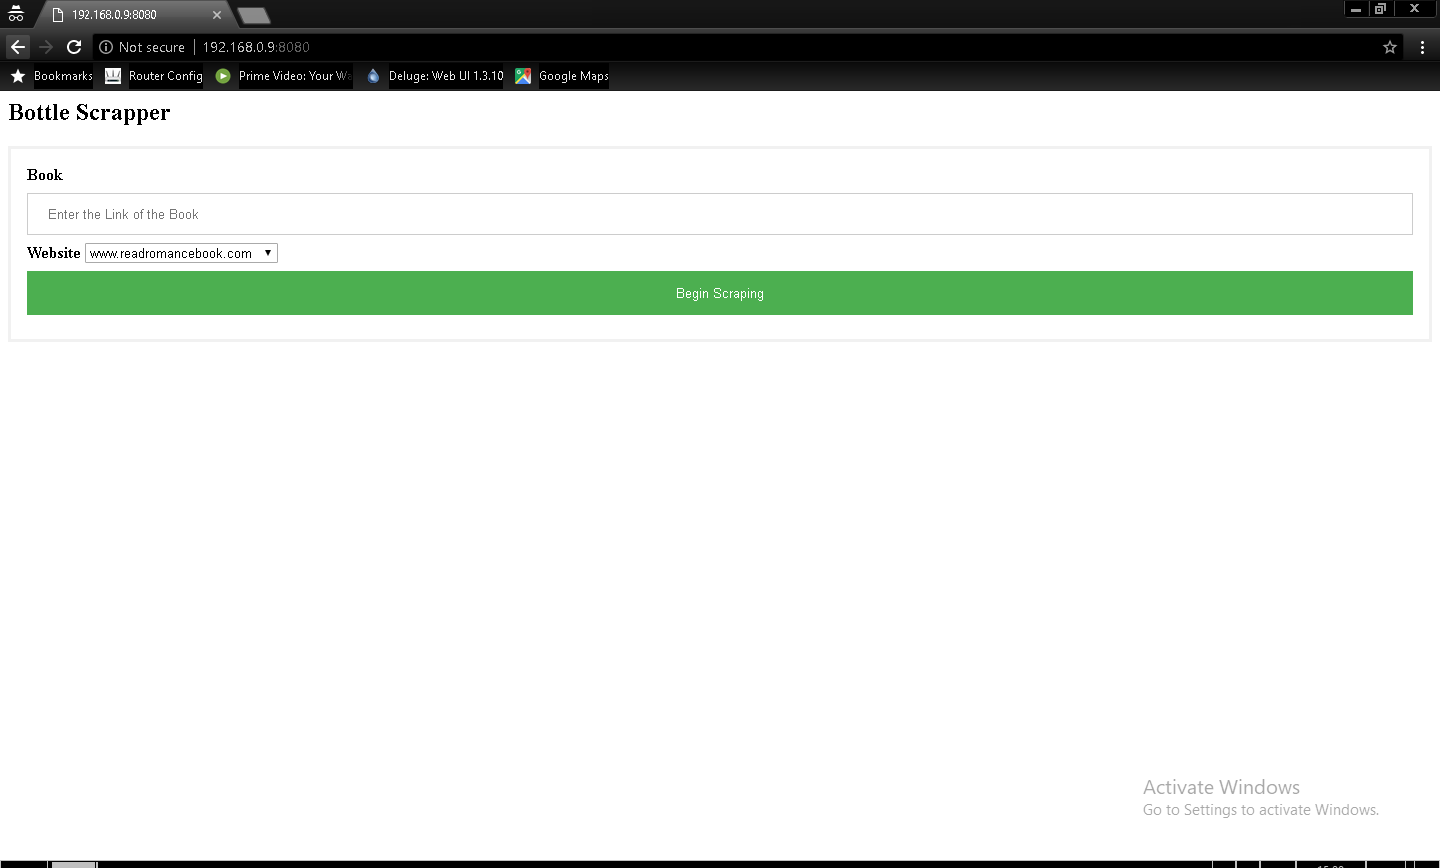 192.168.0.9:8080
Not secure 192.168.0.9:8080
Bookmarks Router Config Prime Video: Your Wa Deluge: Web UI 1.3.10 Google Maps
Bottle Scrapper
Book
Enter the Link of the Book
Website www.readromancebook.com
Begin Scraping
Activate Windows
Go to Settings to activate Windows.